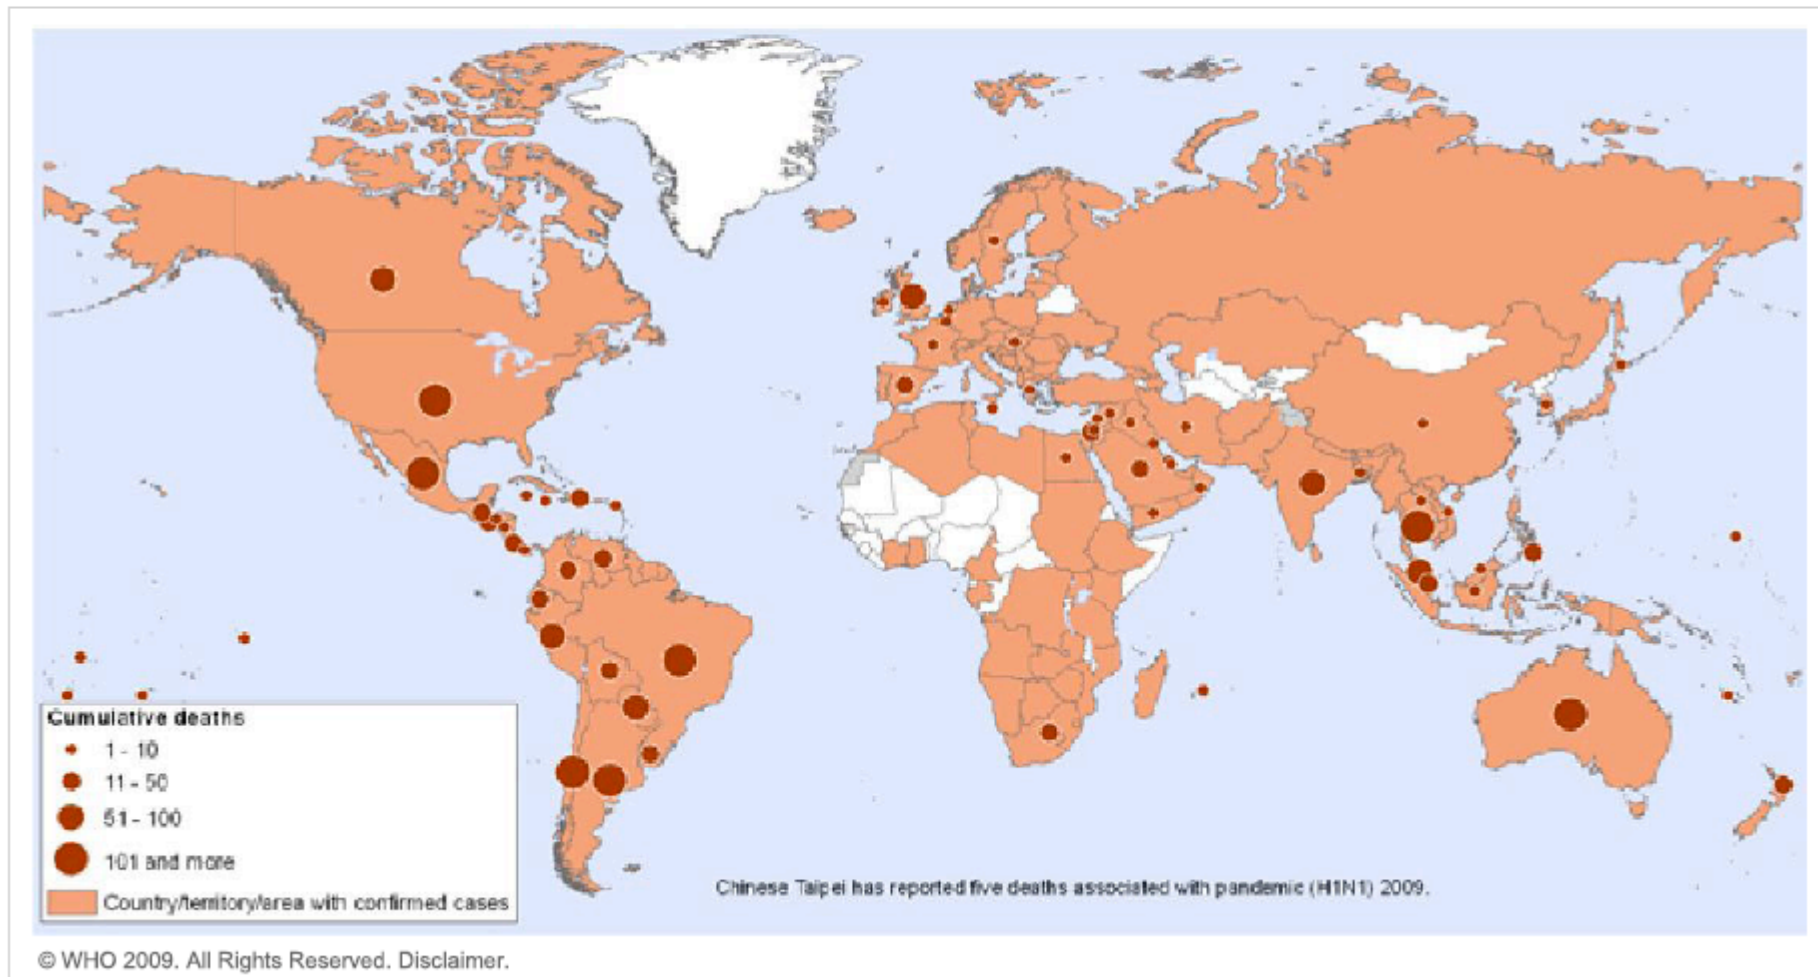 Cumulative deaths
1 - 10
11 - 50
51 - 100
101 and more
Country/territory/area with confirmed cases
Chinese Taipei has reported five deaths associated with pandemic (H1N1) 2009.
© WHO 2009. All Rights Reserved. Disclaimer.